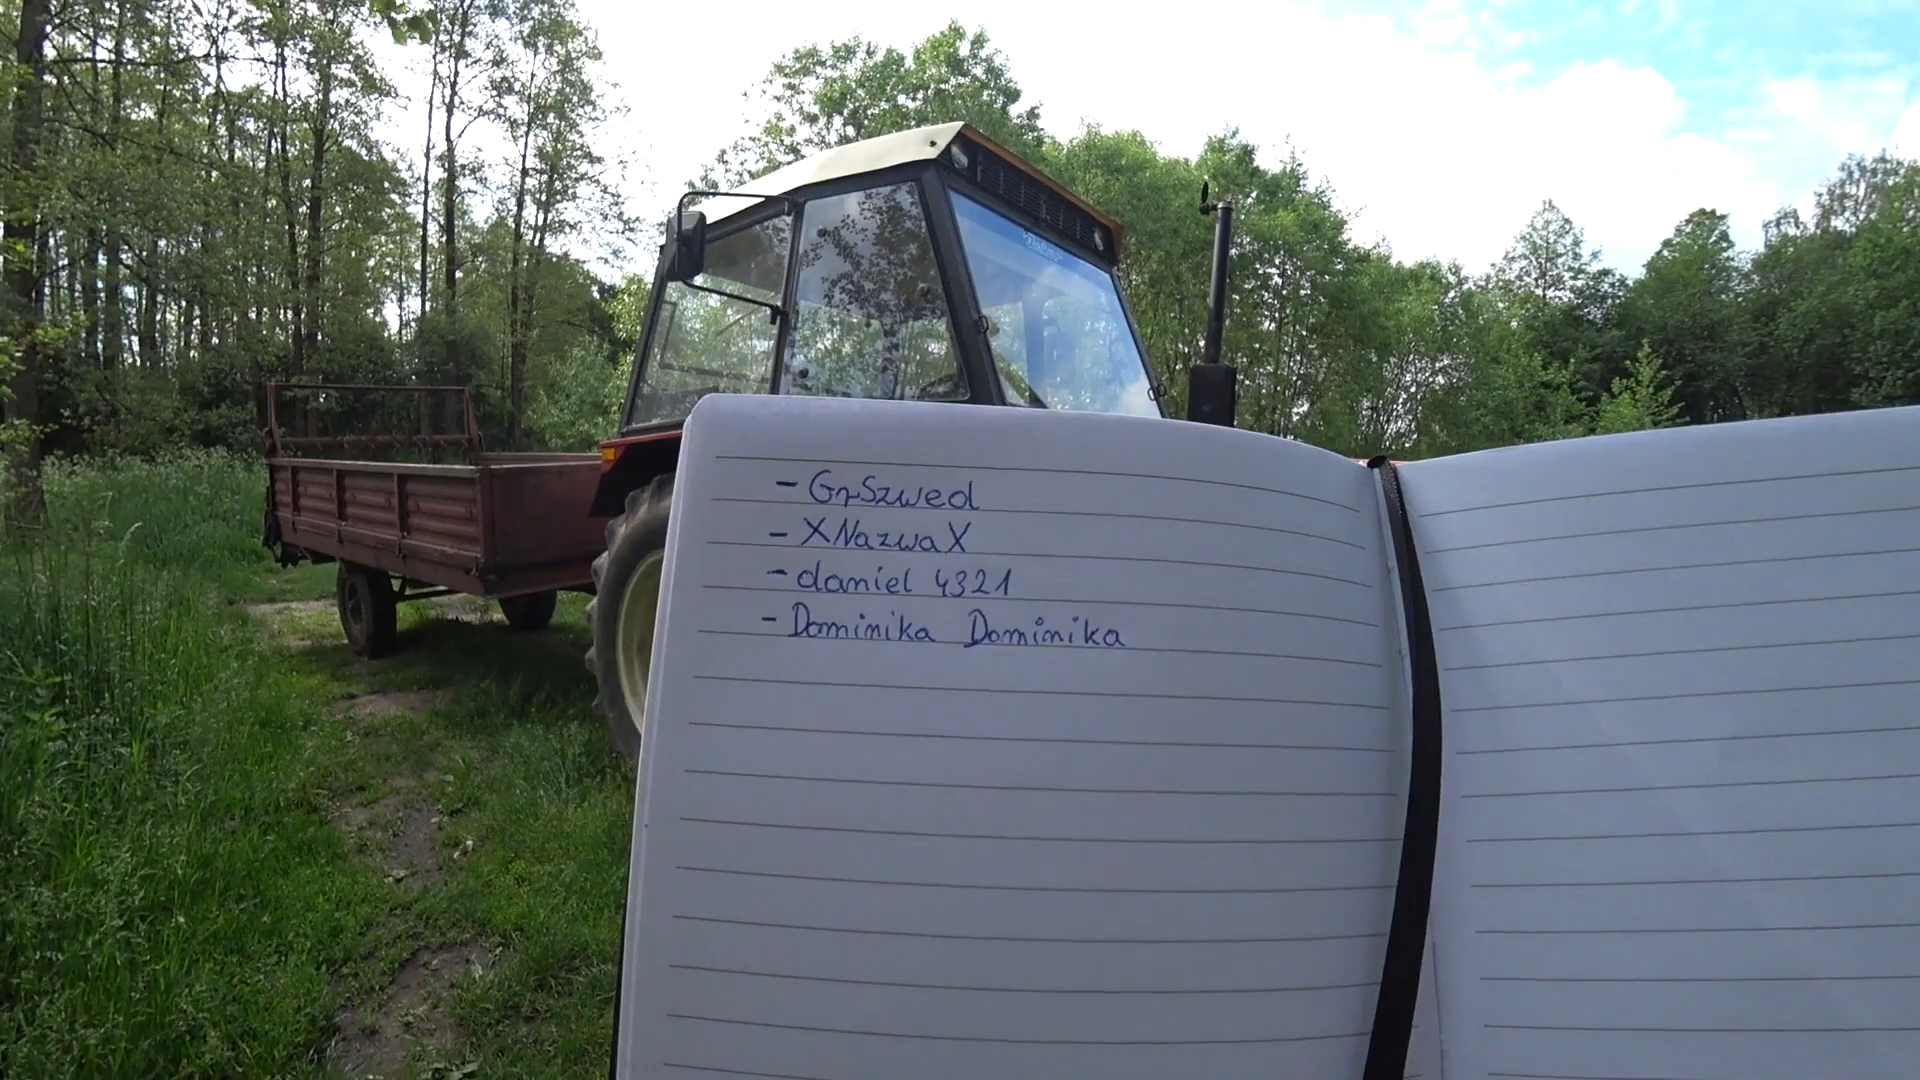 - GrSzwed
- XNazwaX
- daniel 4321
- Dominika Dominika